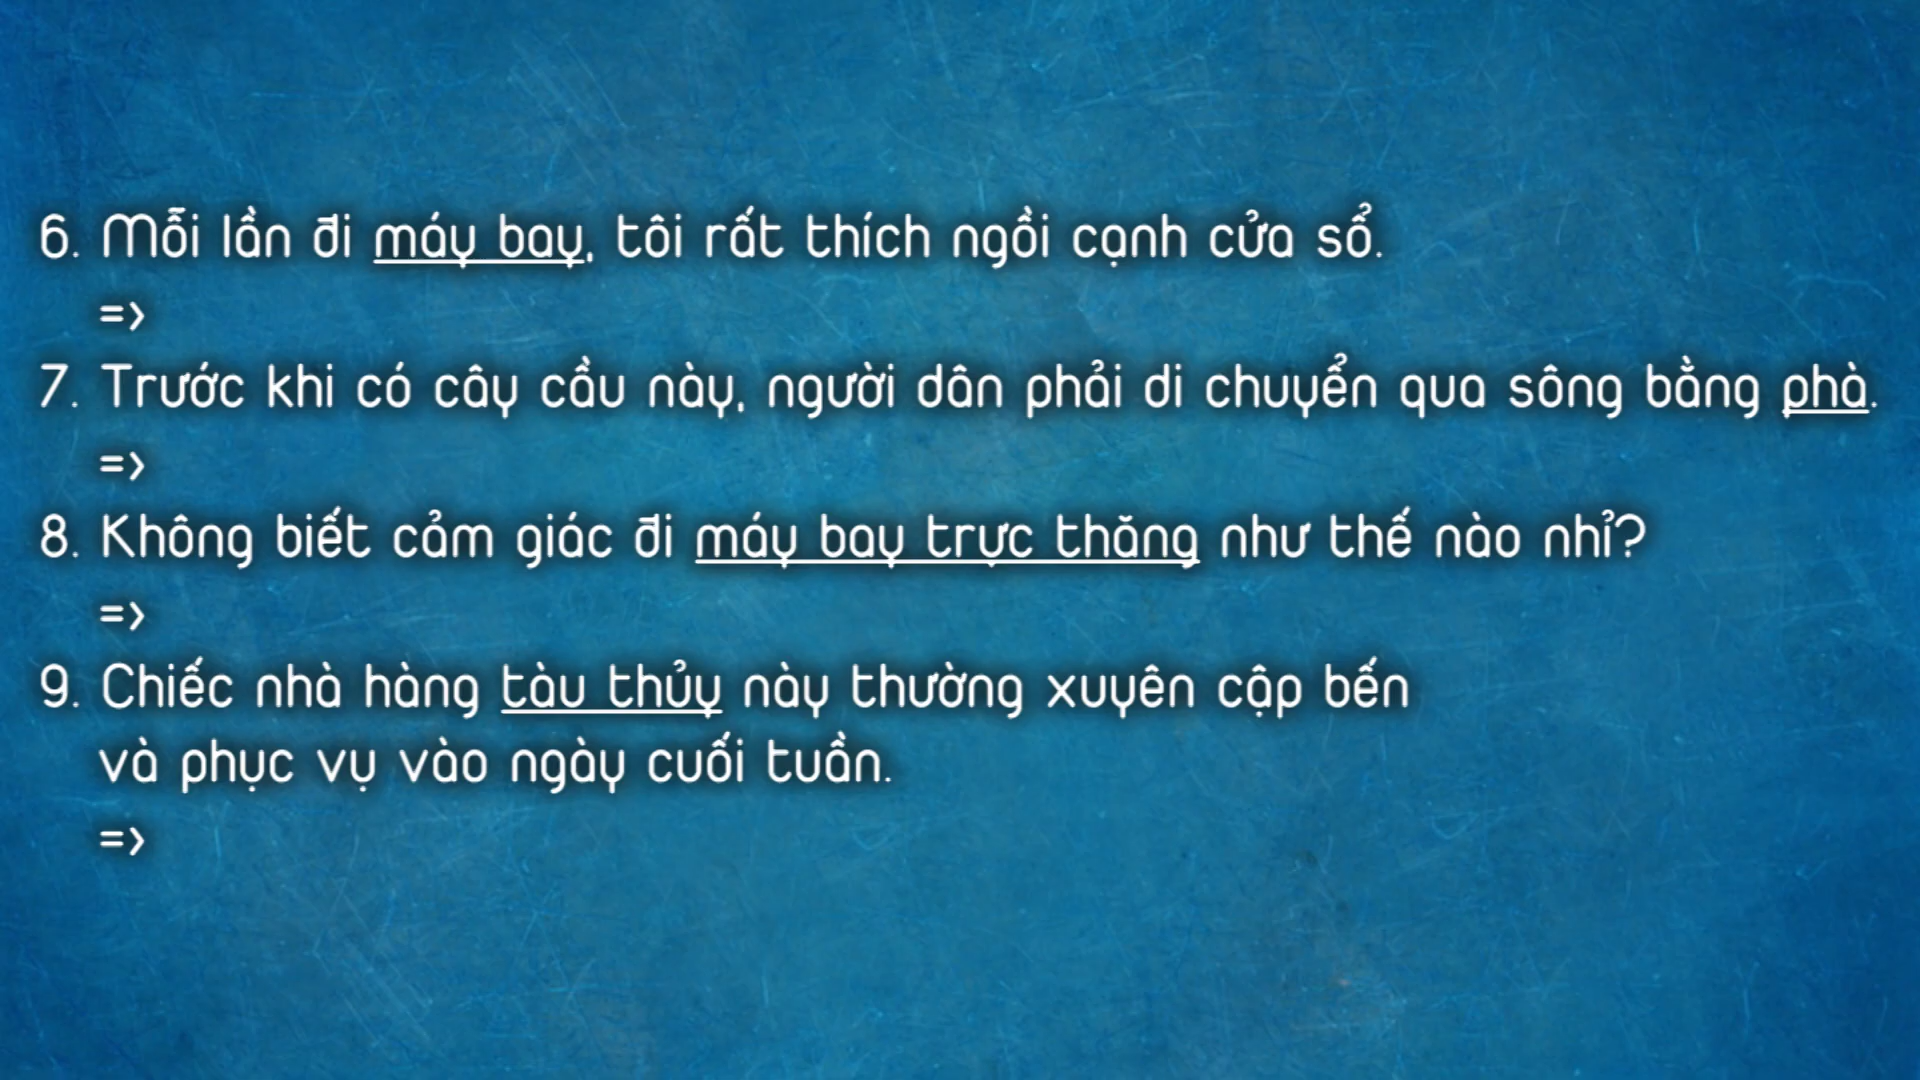 6. Mỗi lần đi máy bay, tôi rất thích ngồi cạnh cửa sổ.
=>
7. Trước khi có cây cầu này, người dân phải di chuyển qua sông bằng phà.
=>
8. Không biết cảm giác đi máy bay trực thăng như thế nào nhỉ?
=>
9. Chiếc nhà hàng tàu thủy này thường xuyên cập bến
và phục vụ vào ngày cuối tuần.
=>